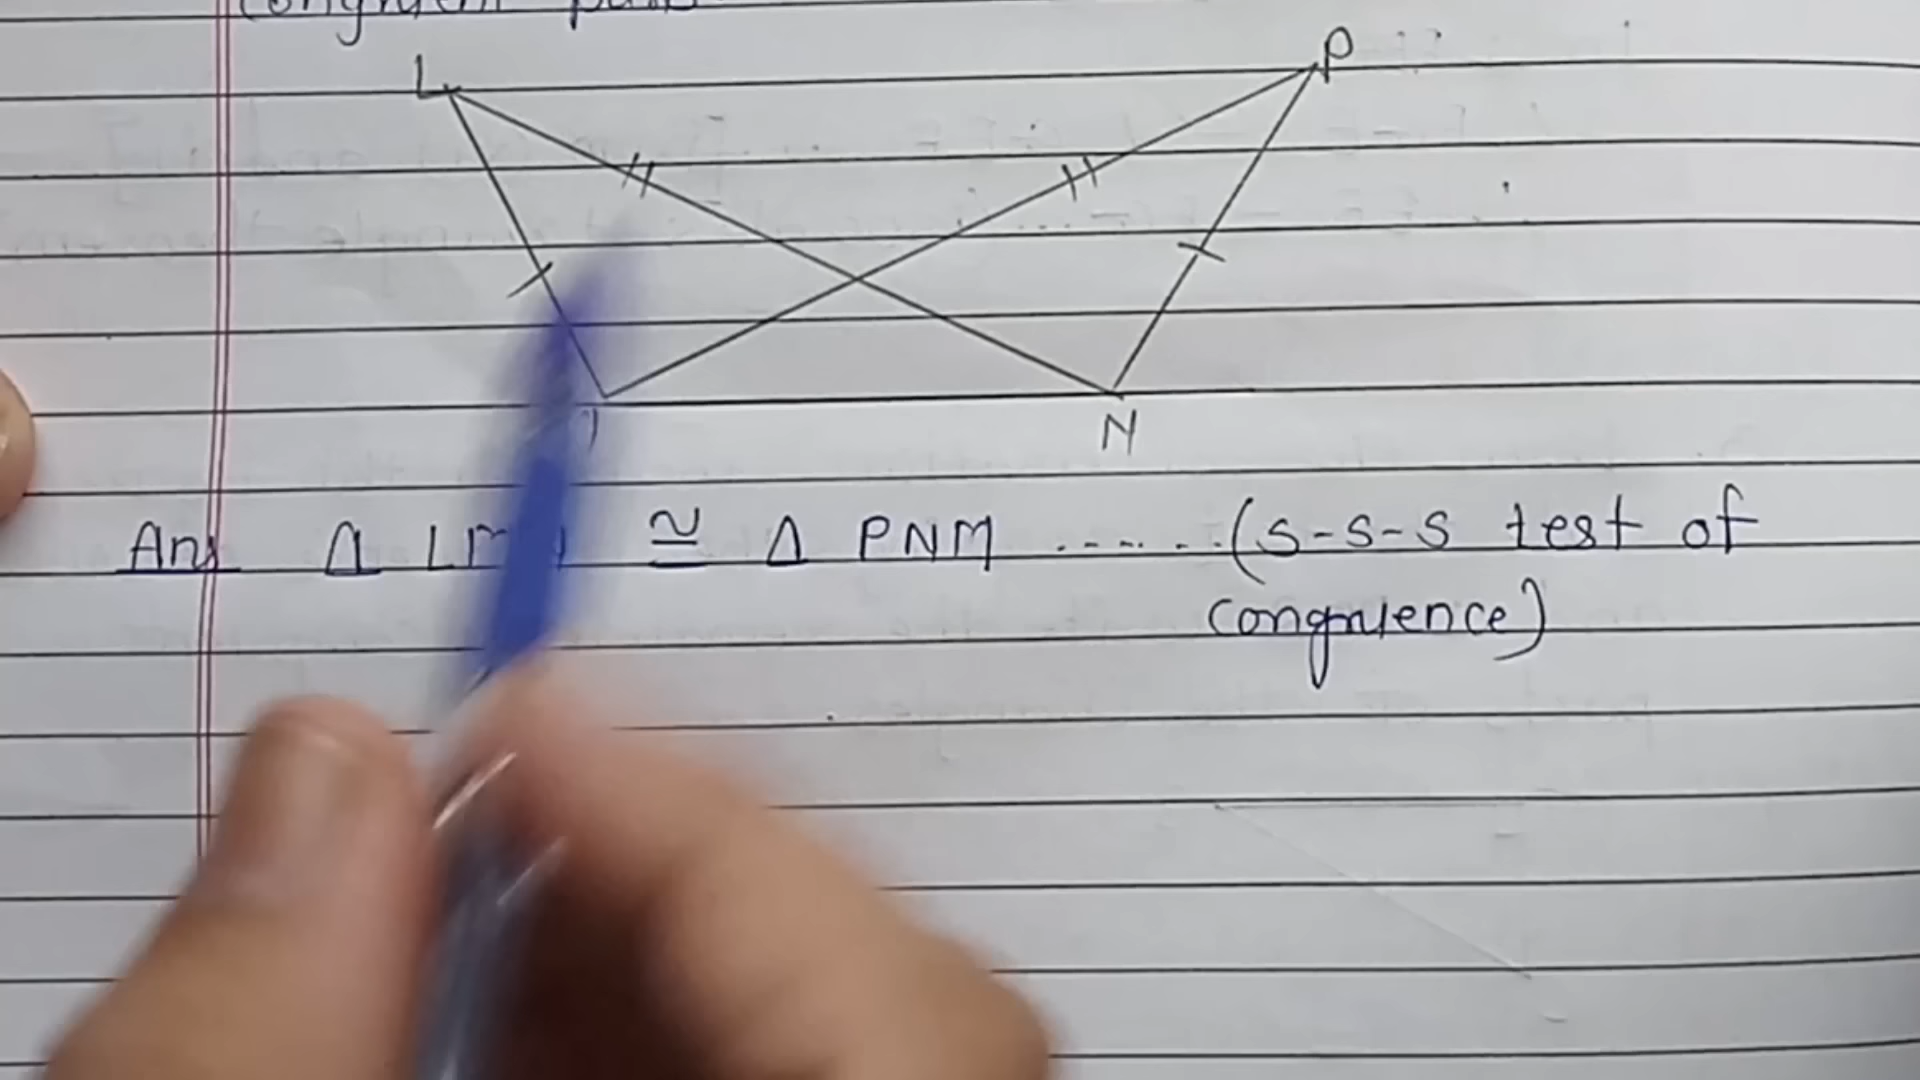 L P
N
Ans Δ ≅ Δ PNM ........(S-S-S test of
congruence)